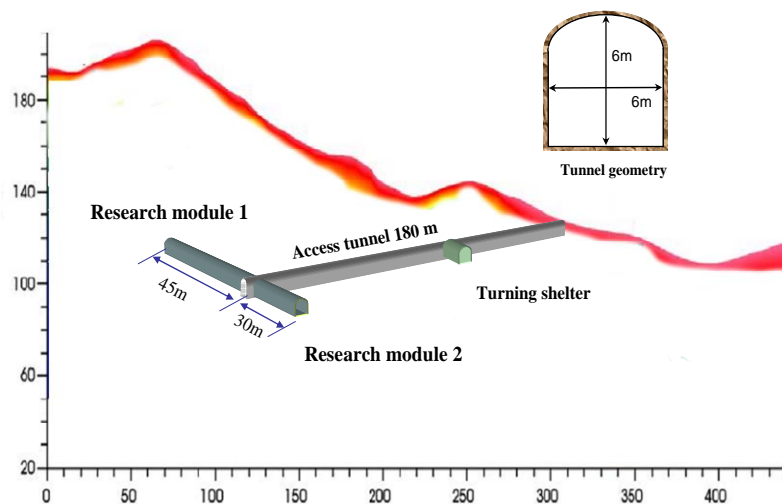 6m
6m
Tunnel geometry
180
140
100
60
20
Research module 1
Access tunnel 180 m
45m
30m
Turning shelter
Research module 2
0 50 100 150 200 250 300 350 400